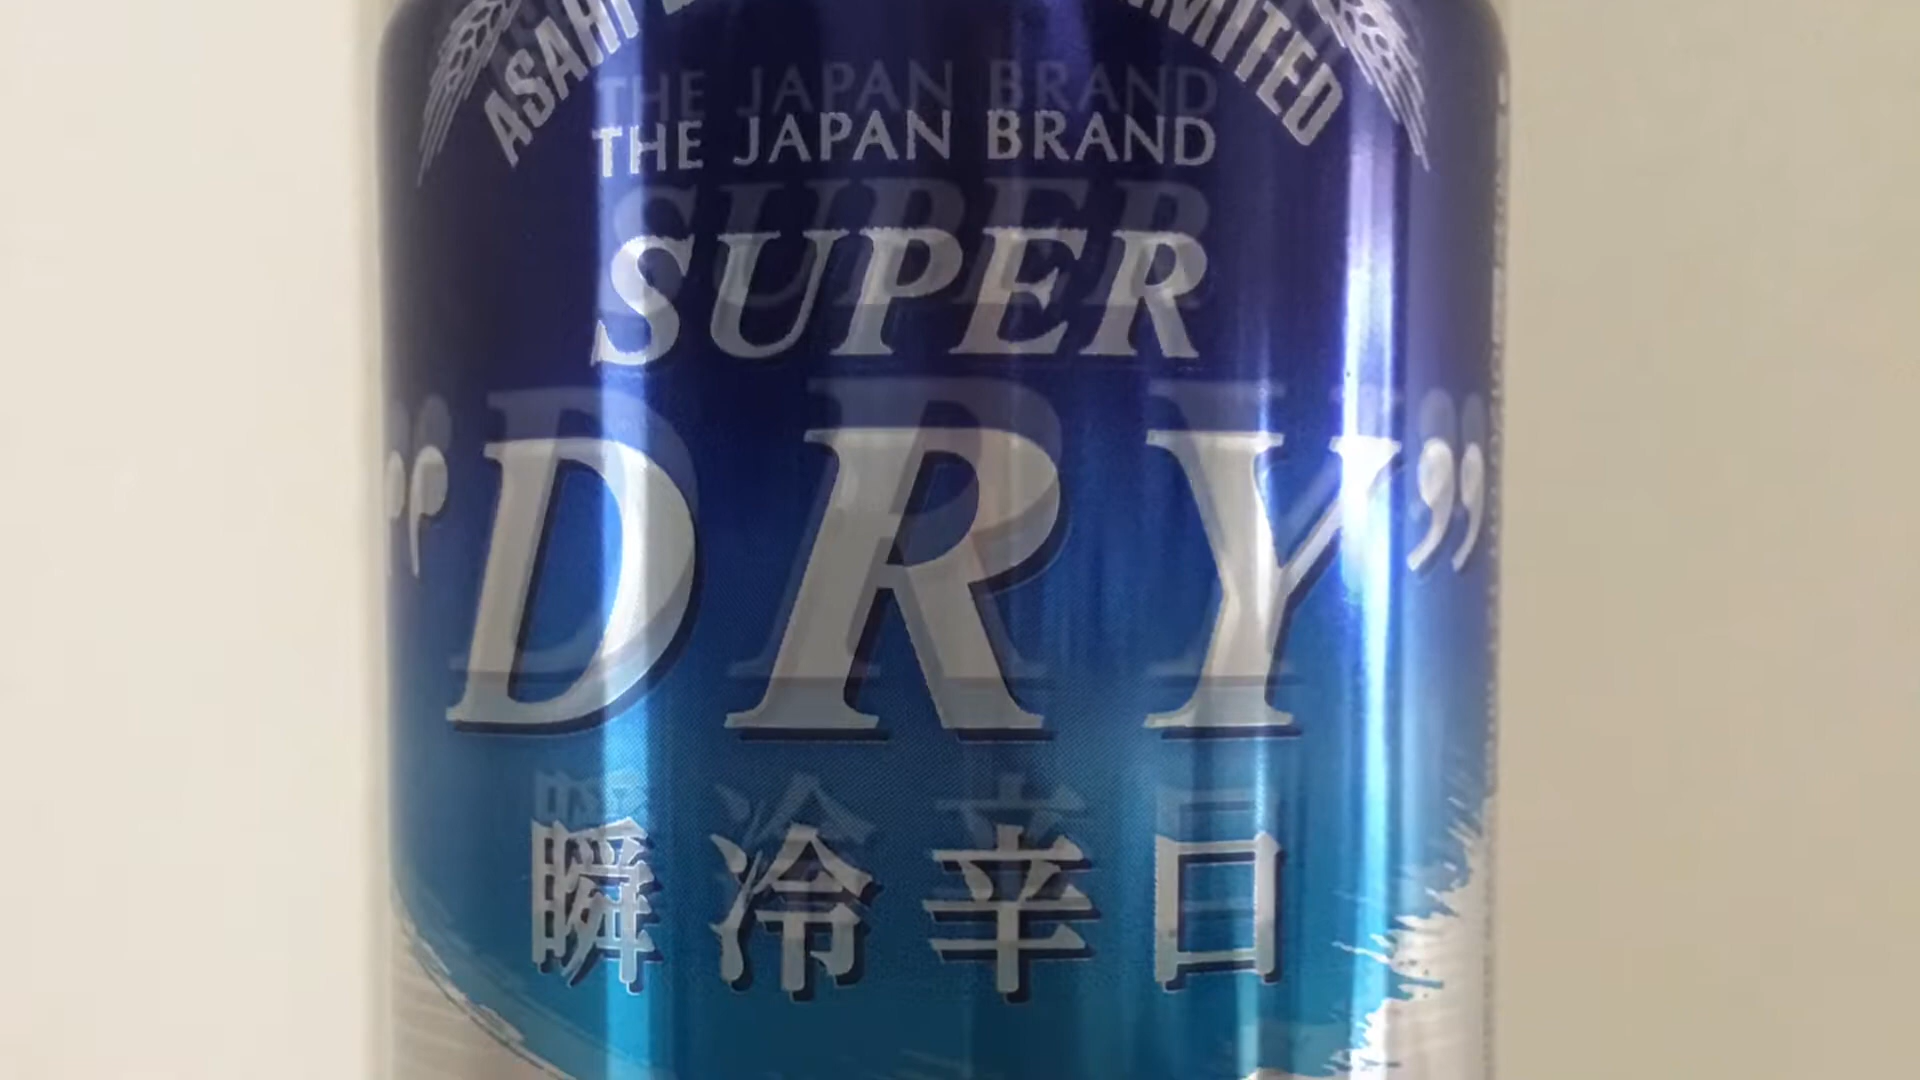 ASAHI
LIMITED
THE JAPAN BRAND
SUPER
“DRY”
瞬冷辛口